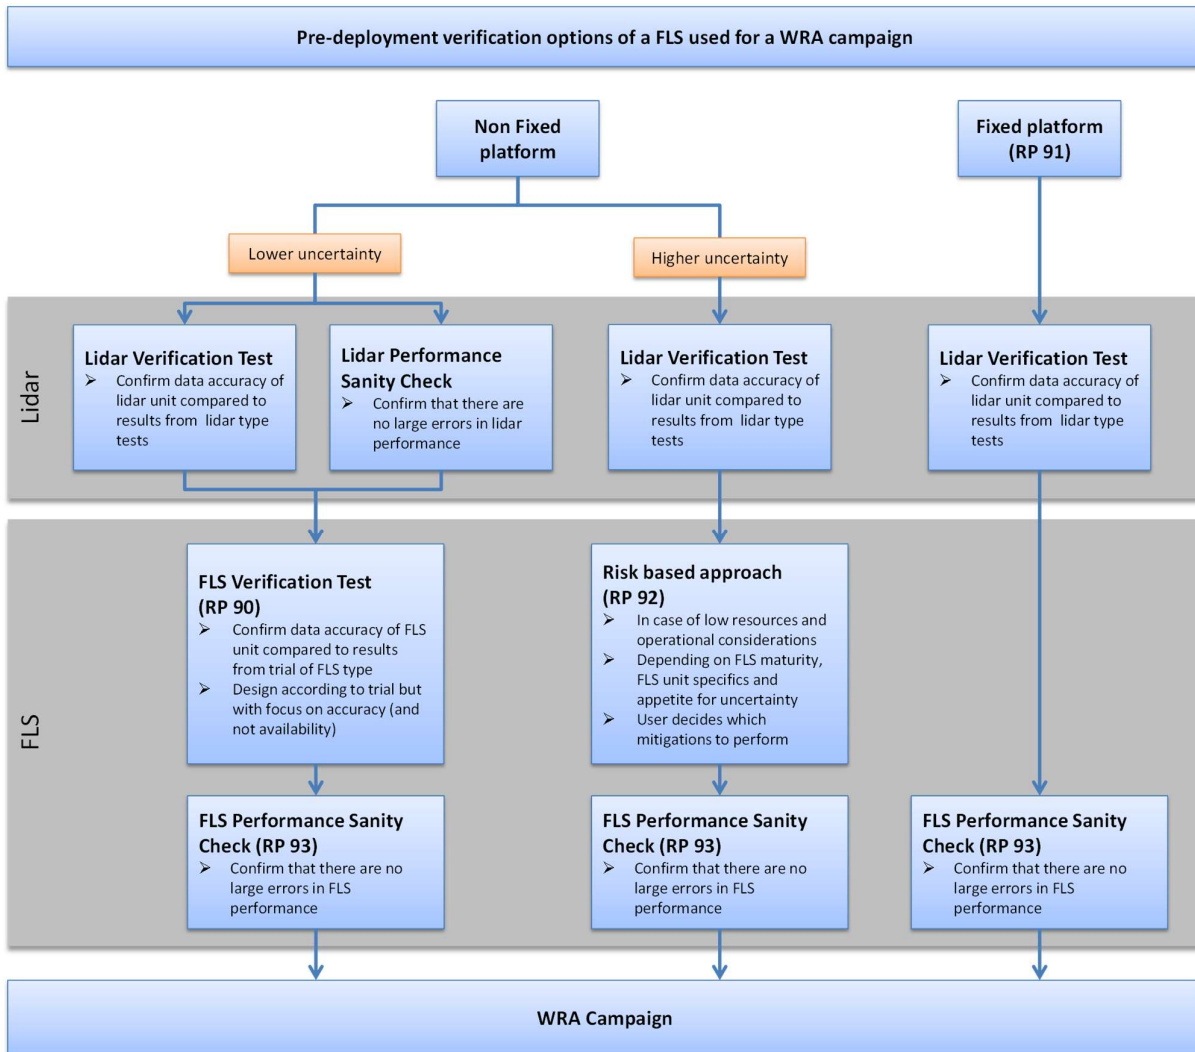 Pre-deployment verification options of a FLS used for a WRA campaign
Non Fixed
platform
Fixed platform
(RP 91)
Lower uncertainty
Higher uncertainty
Lidar
Lidar Verification Test
➢ Confirm data accuracy of
lidar unit compared to
results from lidar type
tests
Lidar Performance
Sanity Check
➢ Confirm that there are
no large errors in lidar
performance
Lidar Verification Test
➢ Confirm data accuracy of
lidar unit compared to
results from lidar type
tests
Lidar Verification Test
➢ Confirm data accuracy of
lidar unit compared to
results from lidar type
tests
FLS
FLS Verification Test
(RP 90)
➢ Confirm data accuracy of FLS
unit compared to results
from trial of FLS type
➢ Design according to trial but
with focus on accuracy (and
not availability)
Risk based approach
(RP 92)
➢ In case of low resources and
operational considerations
➢ Depending on FLS maturity,
FLS unit specifics and
appetite for uncertainty
➢ User decides which
mitigations to perform
FLS Performance Sanity
Check (RP 93)
➢ Confirm that there are no
large errors in FLS
performance
FLS Performance Sanity
Check (RP 93)
➢ Confirm that there are no
large errors in FLS
performance
FLS Performance Sanity
Check (RP 93)
➢ Confirm that there are no
large errors in FLS
performance
WRA Campaign